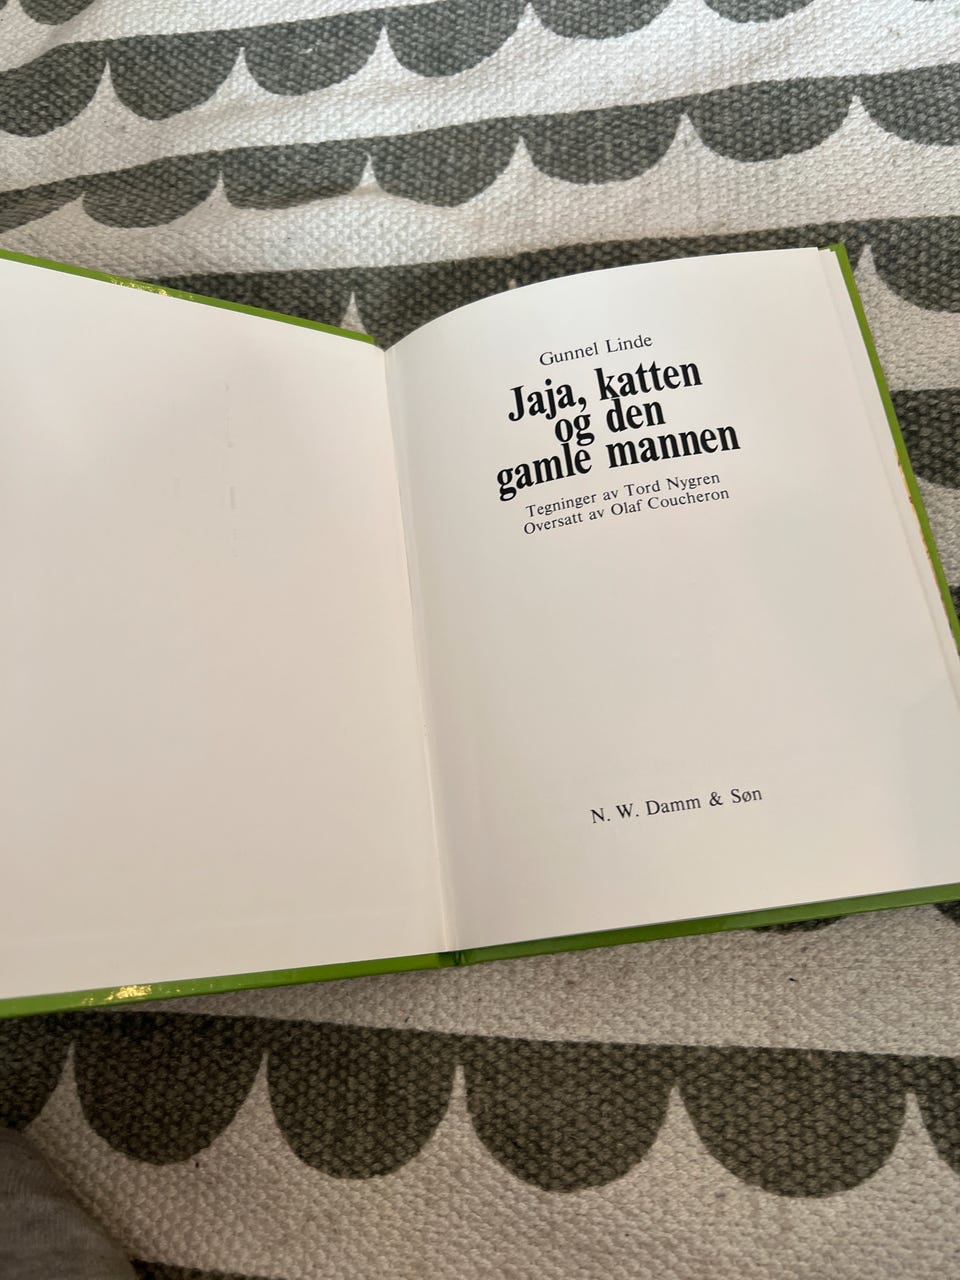 Gunnel Linde
Jaja, katten
og den
gamle mannen
Tegninger av Tord Nygren
Oversatt av Olaf Coucheron
N. W. Damm & Søn